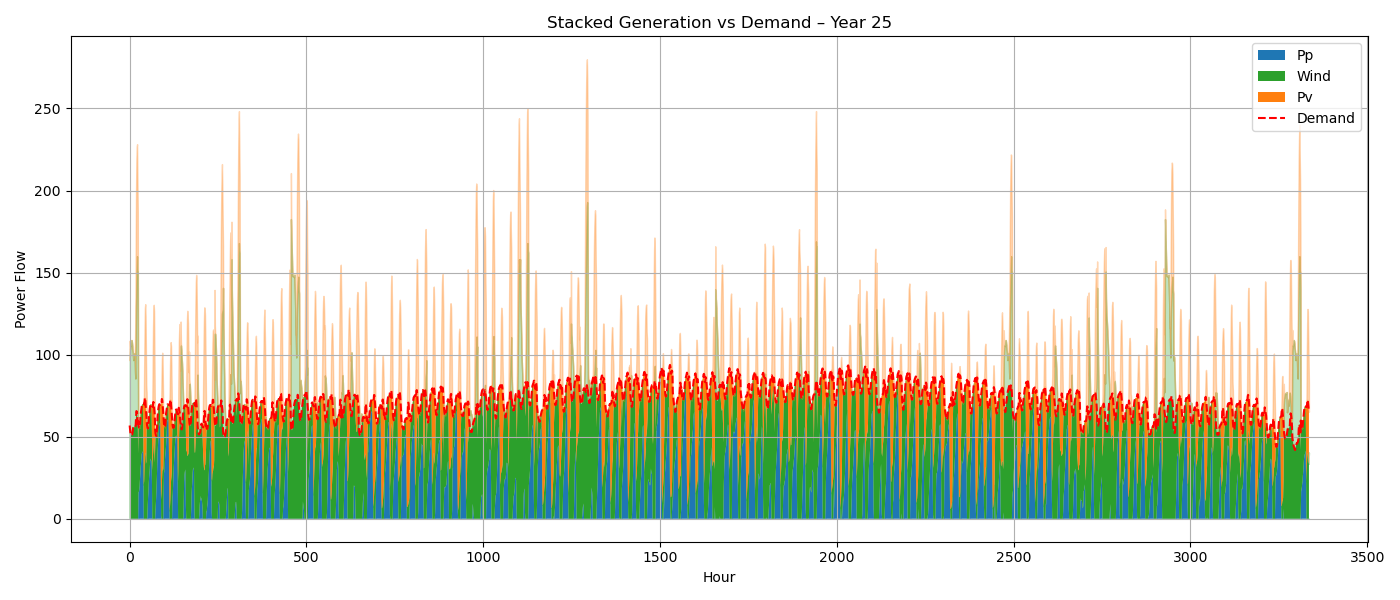 Stacked Generation vs Demand – Year 25
Pp
Wind
Pv
Demand
Power Flow
250
200
150
100
50
0
0 500 1000 1500 2000 2500 3000 3500
Hour